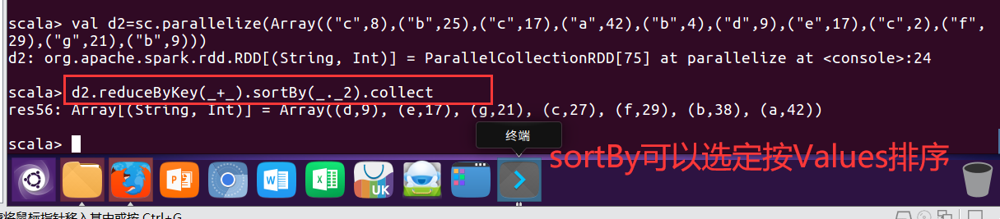 scala> val d2=sc.parallelize(Array(("c",8),("b",25),("c",17),("a",42),("b",4),("d",9),("e",17),("c",2),("f",
29),("g",21),("b",9)))
d2: org.apache.spark.rdd.RDD[(String, Int)] = ParallelCollectionRDD[75] at parallelize at <console>:24
scala> d2.reduceByKey(_+_).sortBy(_._2).collect
res56: Array[(String, Int)] = Array((d,9), (e,17), (g,21), (c,27), (f,29), (b,38), (a,42))
终端
scala>
sortBy可以选定按Values排序
P
W
X
UK
将鼠标指针移入其中或按 Ctrl+G